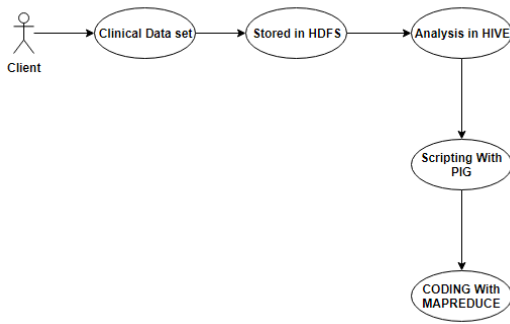 Client
Clinical Data set
Stored in HDFS
Analysis in HIVE
Scripting With
PIG
CODING With
MAPREDUCE